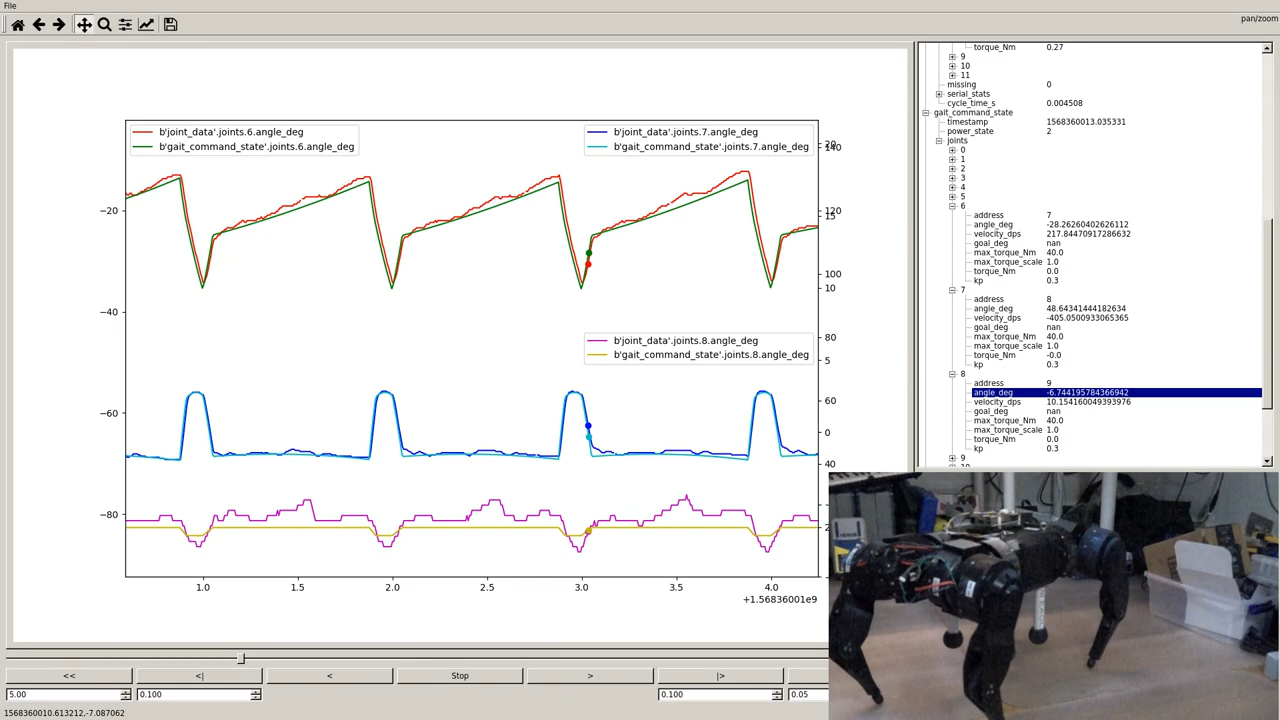 File
pan/zoom
b'joint_data'.joints.6.angle_deg
b'gait_command_state'.joints.6.angle_deg
b'joint_data'.joints.7.angle_deg
b'gait_command_state'.joints.7.angle_deg
b'joint_data'.joints.8.angle_deg
b'gait_command_state'.joints.8.angle_deg
−20
−40
−60
−80
140
120
100
80
60
40
20
15
10
5
0
1.0 1.5 2.0 2.5 3.0 3.5 4.0
+1.56836001e9
torque_Nm 0.27
9
10
11
missing 0
serial_stats
cycle_time_s 0.004508
gait_command_state
timestamp 1568360013.035331
power_state 2
joints
0
1
2
3
4
5
6
address 7
angle_deg -28.26260402626112
velocity_dps 217.84470917286632
goal_deg nan
max_torque_Nm 40.0
max_torque_scale 1.0
torque_Nm 0.0
kp 0.3
7
address 8
angle_deg 48.64341444182634
velocity_dps -405.0500933065365
goal_deg nan
max_torque_Nm 40.0
max_torque_scale 1.0
torque_Nm -0.0
kp 0.3
8
address 9
angle_deg -6.744195784366942
velocity_dps 10.154160049393976
goal_deg nan
max_torque_Nm 40.0
max_torque_scale 1.0
torque_Nm 0.0
kp 0.3
9
<< <| < Stop > |>
5.00 0.100 0.100 0.05
1568360010.613212,-7.087062